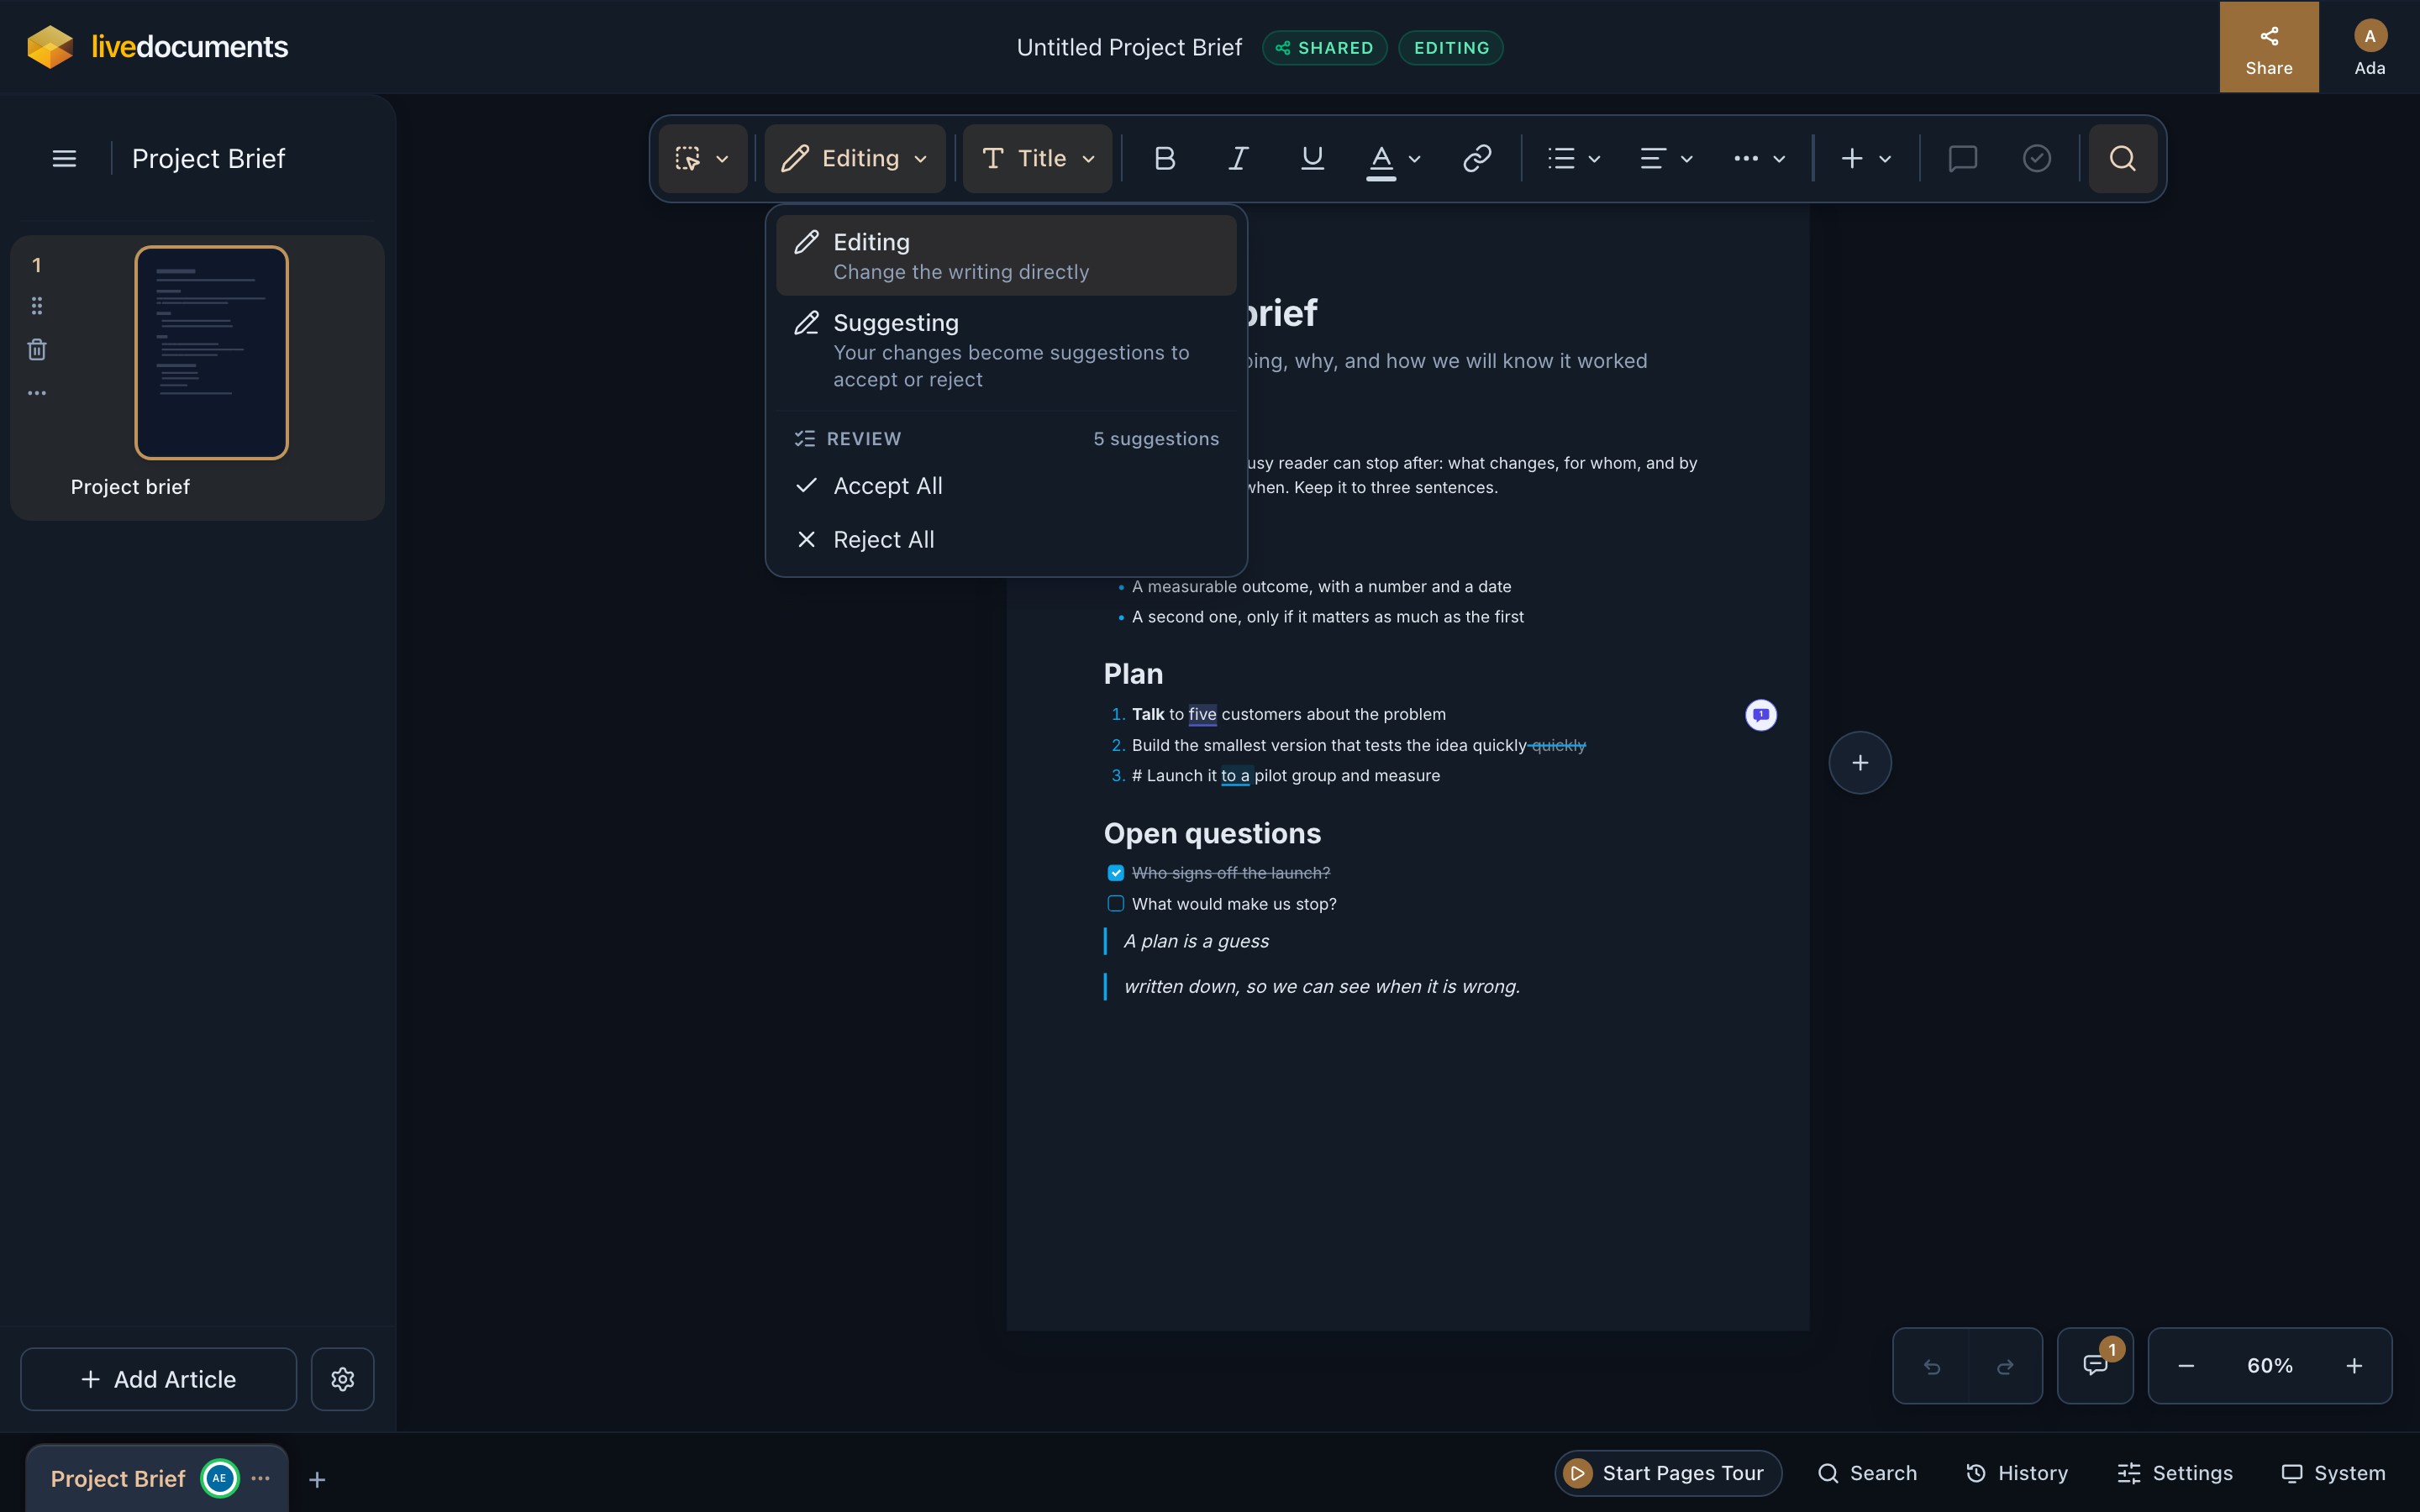 livedocuments
Untitled Project Brief
SHARED
EDITING
Share
A
Ada
Project Brief
Editing
Title
1
Project brief
Editing
Change the writing directly
Suggesting
Your changes become suggestions to
accept or reject
REVIEW
5 suggestions
Accept All
Reject All
brief
ing, why, and how we will know it worked
usy reader can stop after: what changes, for whom, and by
when. Keep it to three sentences.
• A measurable outcome, with a number and a date
• A second one, only if it matters as much as the first
Plan
1. Talk to five customers about the problem
1
2. Build the smallest version that tests the idea quickly quickly
3. # Launch it to a pilot group and measure
Open questions
Who signs off the launch?
What would make us stop?
A plan is a guess
written down, so we can see when it is wrong.
Add Article
1
60%
Project Brief
AE
Start Pages Tour
Search
History
Settings
System